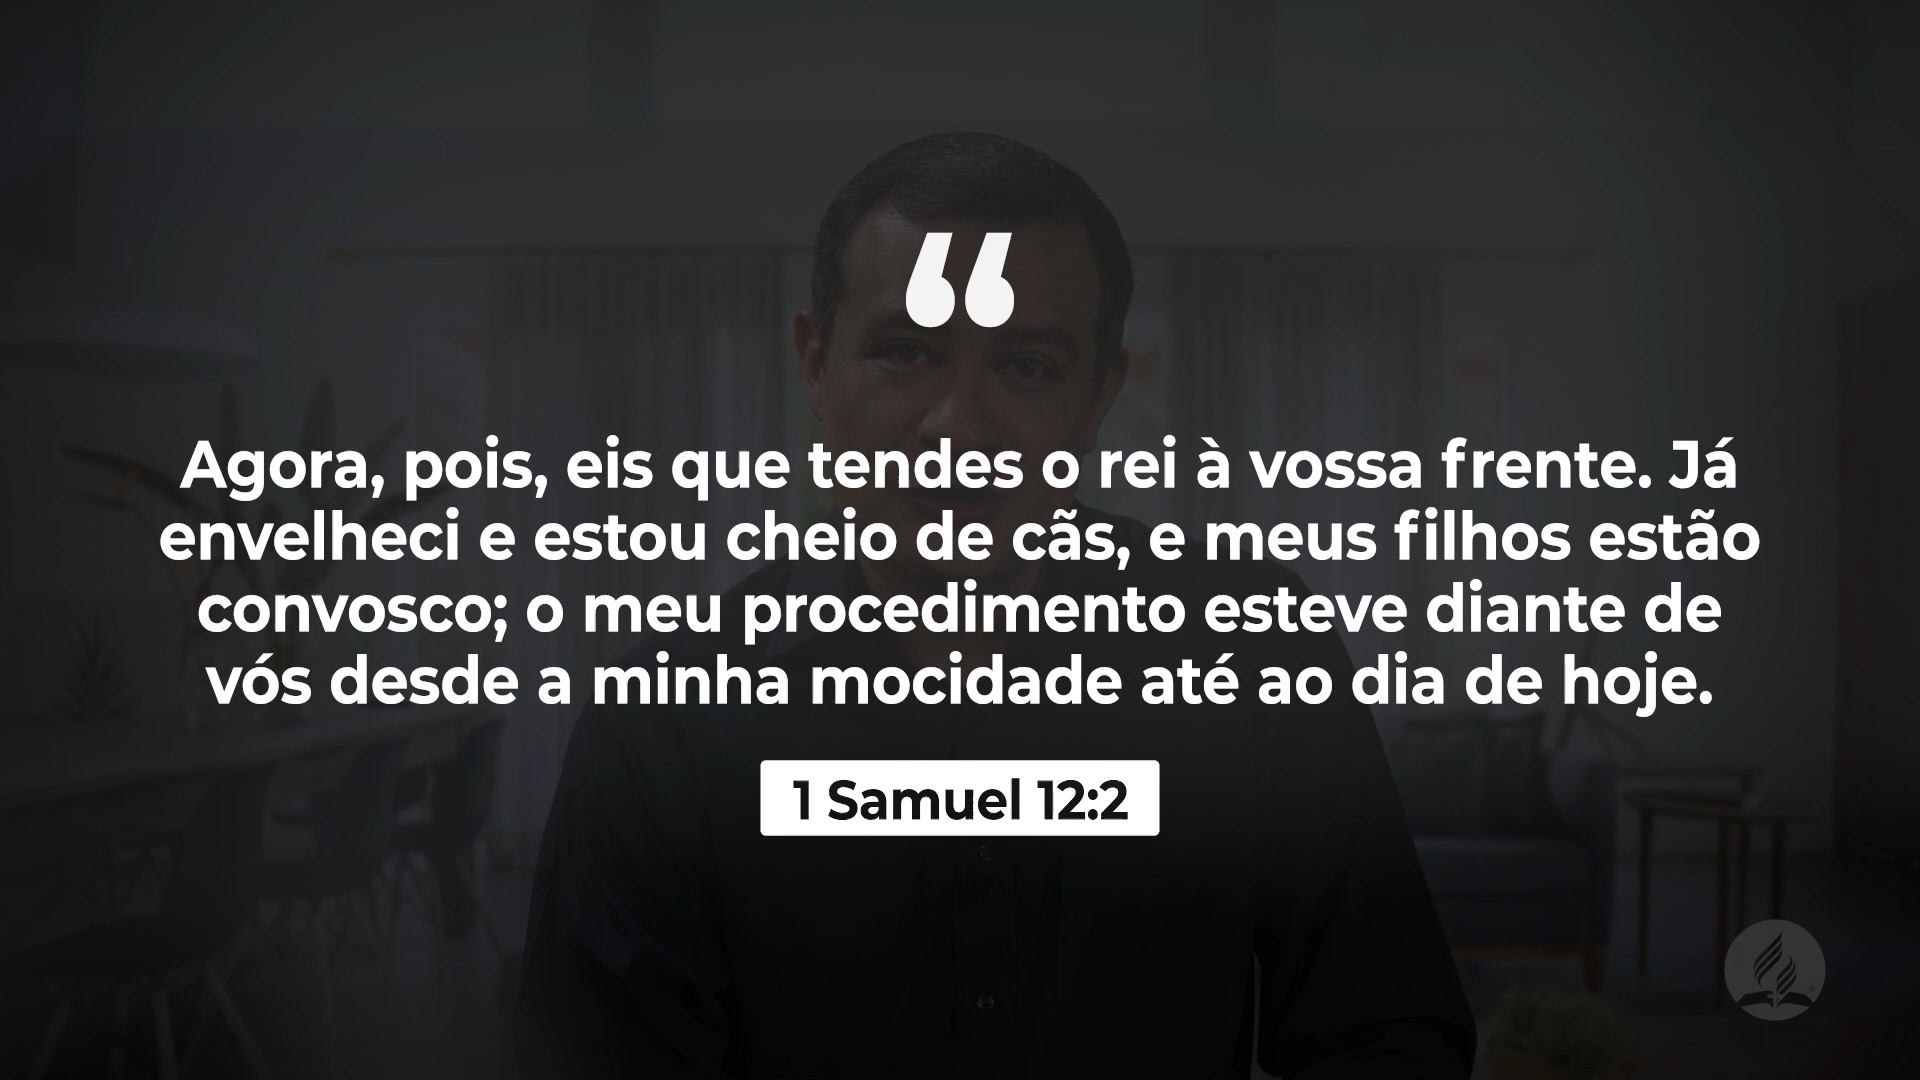 “
Agora, pois, eis que tendes o rei à vossa frente. Já
envelheci e estou cheio de cãs, e meus filhos estão
convosco; o meu procedimento esteve diante de
vós desde a minha mocidade até ao dia de hoje.
1 Samuel 12:2